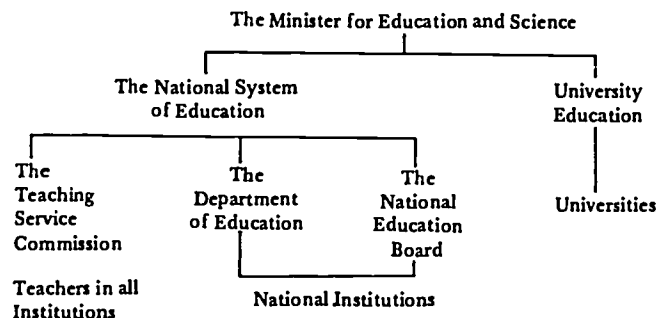 The Minister for Education and Science
The National System
of Education
University
Education
The
Teaching
Service
Commission
The
Department
of Education
The
National
Education
Board
Universities
Teachers in all
Institutions
National Institutions